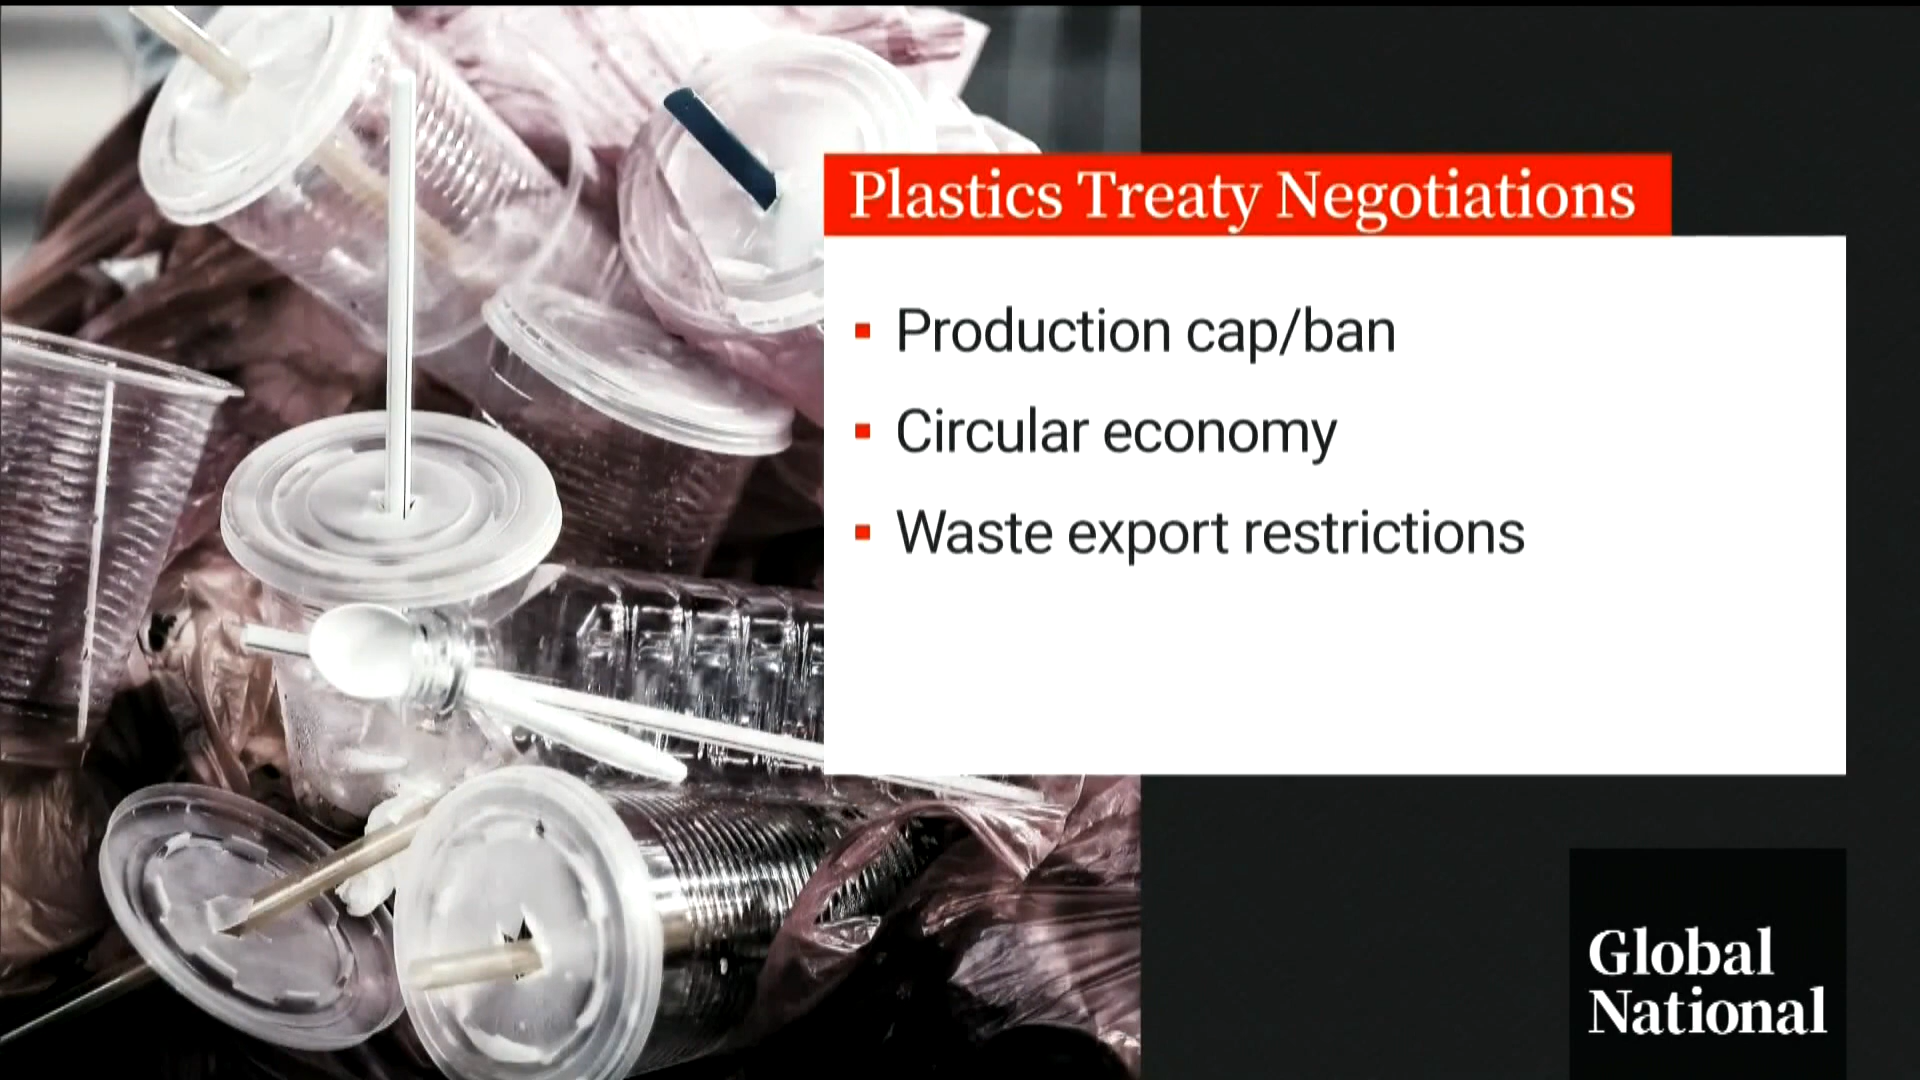 Plastics Treaty Negotiations
Production cap/ban
Circular economy
Waste export restrictions
Global
National